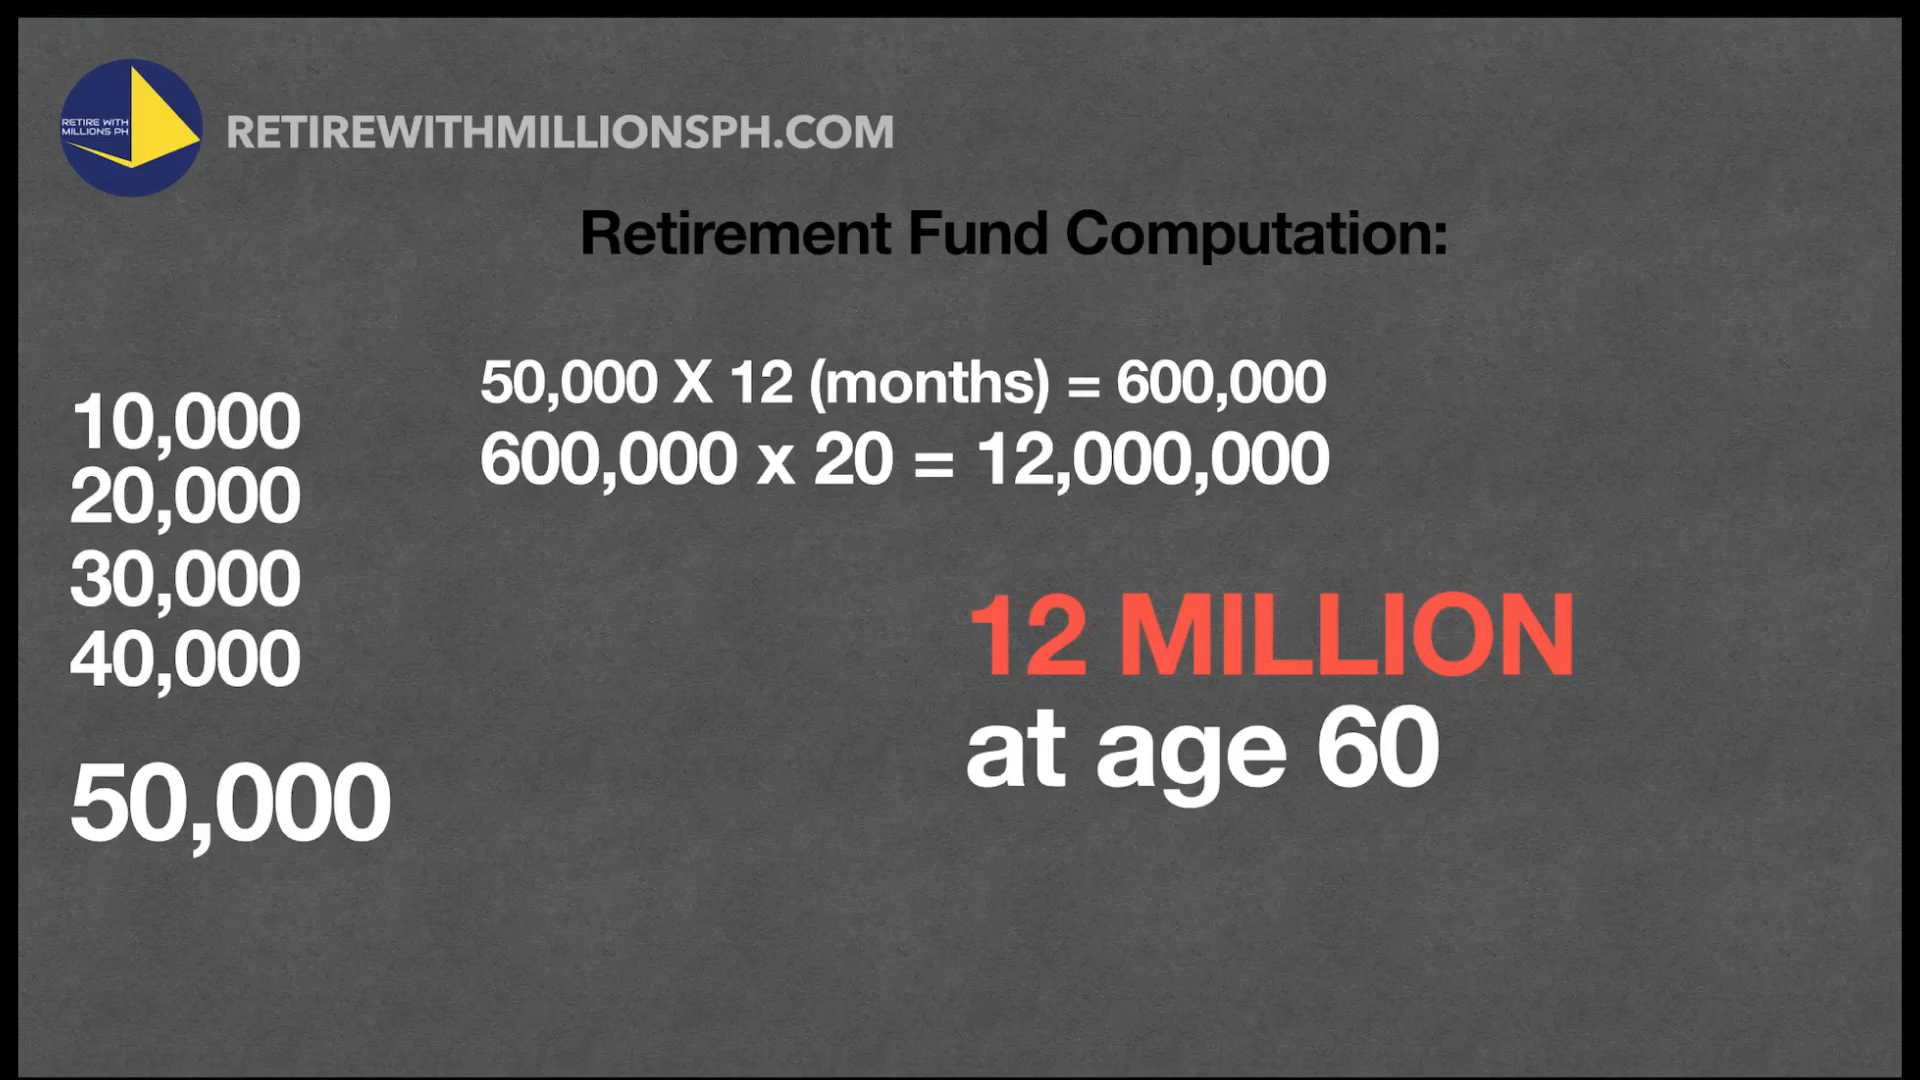 RETIRE WITH
MILLIONS PH
RETIREWITHMILLIONSPH.COM
Retirement Fund Computation:
10,000
20,000
30,000
40,000
50,000
50,000 X 12 (months) = 600,000
600,000 x 20 = 12,000,000
12 MILLION
at age 60